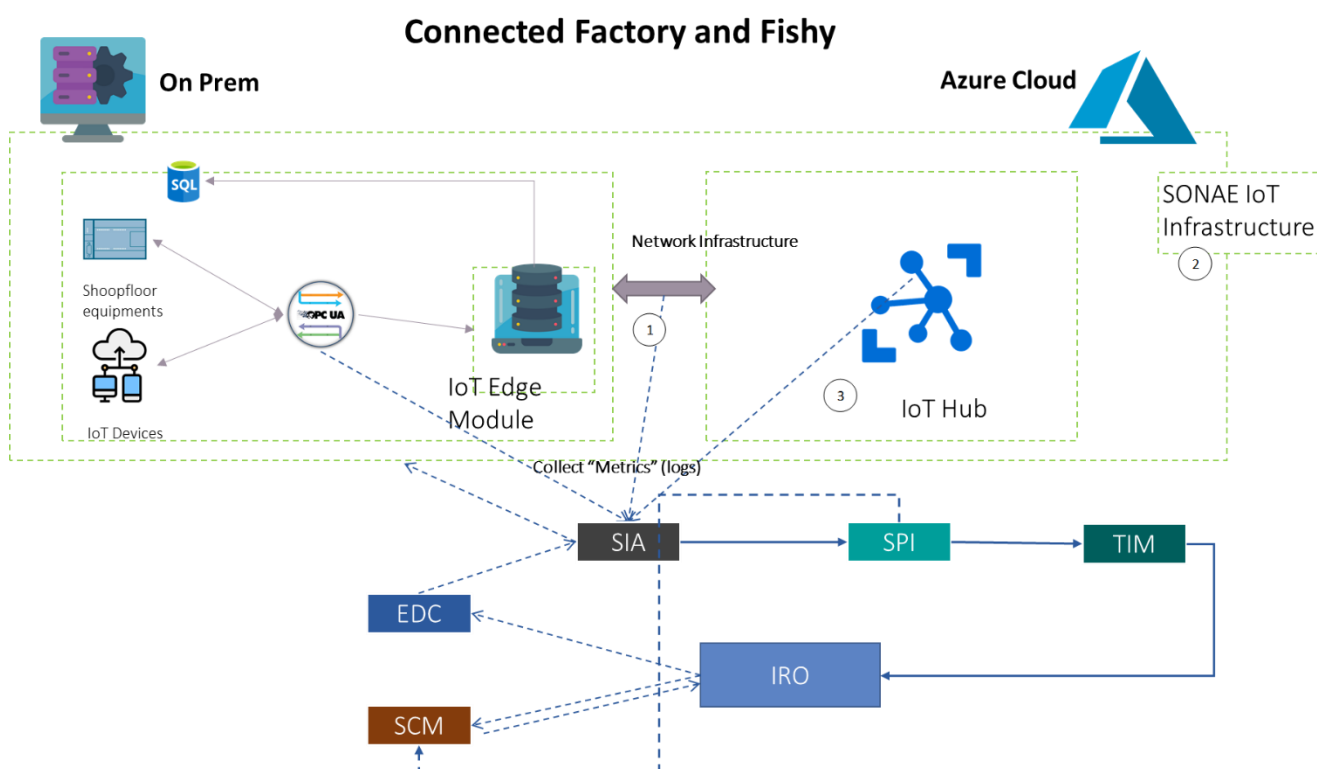 Connected Factory and Fishy
On Prem
Azure Cloud
SQL
Network Infrastructure
SONAE IoT
Infrastructure
2
Shoopfloor
equipments
OPC UA
1
IoT Edge
Module
3
IoT Hub
IoT Devices
Collect “Metrics” (logs)
SIA
SPI
TIM
EDC
IRO
SCM